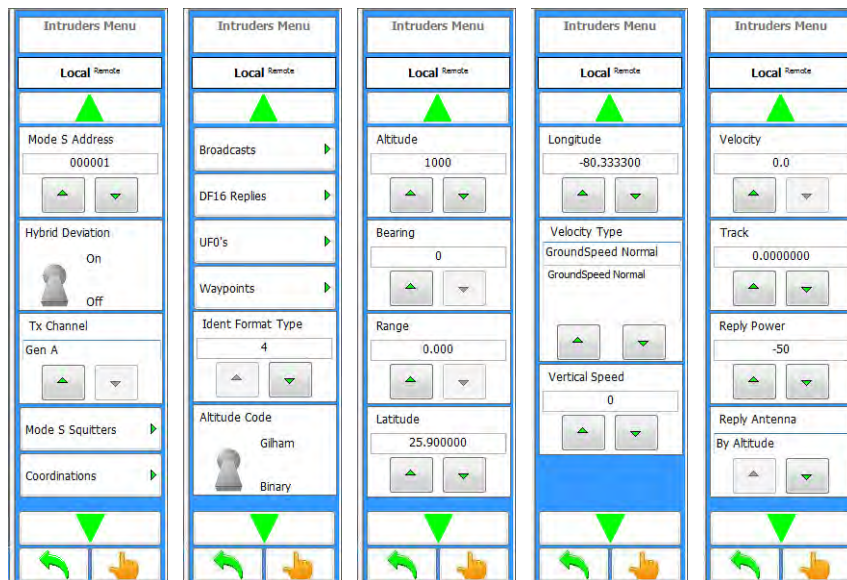 Intruders Menu
Local Remote
Mode S Address
000001
Hybrid Deviation
On
Off
Tx Channel
Gen A
Mode S Squitters
Coordinations
Intruders Menu
Local Remote
Broadcasts
DF16 Replies
UF0's
Waypoints
Ident Format Type
4
Altitude Code
Gilham
Binary
Intruders Menu
Local Remote
Altitude
1000
Bearing
0
Range
0.000
Latitude
25.900000
Intruders Menu
Local Remote
Longitude
-80.333300
Velocity Type
GroundSpeed Normal
GroundSpeed Normal
Vertical Speed
0
Intruders Menu
Local Remote
Velocity
0.0
Track
0.0000000
Reply Power
-50
Reply Antenna
By Altitude